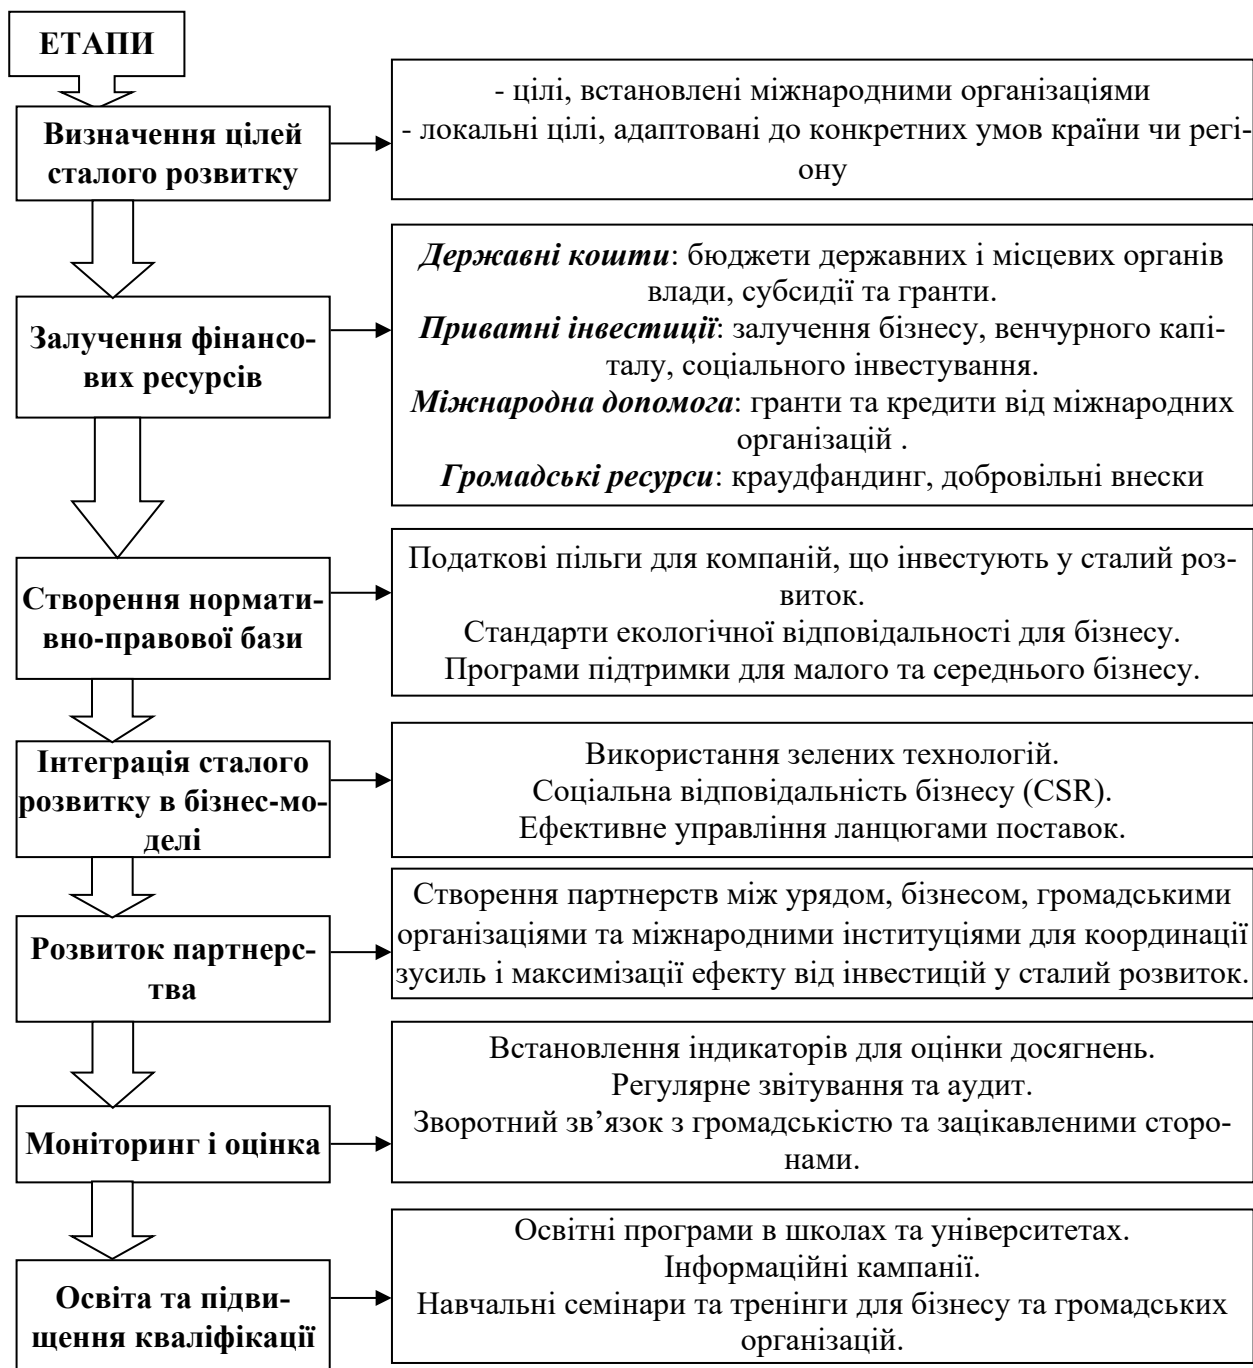 ЕТАПИ
Визначення цілей
сталого розвитку
- цілі, встановлені міжнародними організаціями
- локальні цілі, адаптовані до конкретних умов країни чи регі-
ону
Залучення фінансо-
вих ресурсів
Державні кошти: бюджети державних і місцевих органів
влади, субсидії та гранти.
Приватні інвестиції: залучення бізнесу, венчурного капі-
талу, соціального інвестування.
Міжнародна допомога: гранти та кредити від міжнародних
організацій .
Громадські ресурси: краудфандинг, добровільні внески
Створення нормати-
вно-правової бази
Податкові пільги для компаній, що інвестують у сталий роз-
виток.
Стандарти екологічної відповідальності для бізнесу.
Програми підтримки для малого та середнього бізнесу.
Інтеграція сталого
розвитку в бізнес-мо-
делі
Використання зелених технологій.
Соціальна відповідальність бізнесу (CSR).
Ефективне управління ланцюгами поставок.
Розвиток партнерс-
тва
Створення партнерств між урядом, бізнесом, громадськими
організаціями та міжнародними інституціями для координації
зусиль і максимізації ефекту від інвестицій у сталий розвиток.
Моніторинг і оцінка
Встановлення індикаторів для оцінки досягнень.
Регулярне звітування та аудит.
Зворотний зв’язок з громадськістю та зацікавленими сторо-
нами.
Освіта та підви-
щення кваліфікації
Освітні програми в школах та університетах.
Інформаційні кампанії.
Навчальні семінари та тренінги для бізнесу та громадських
організацій.